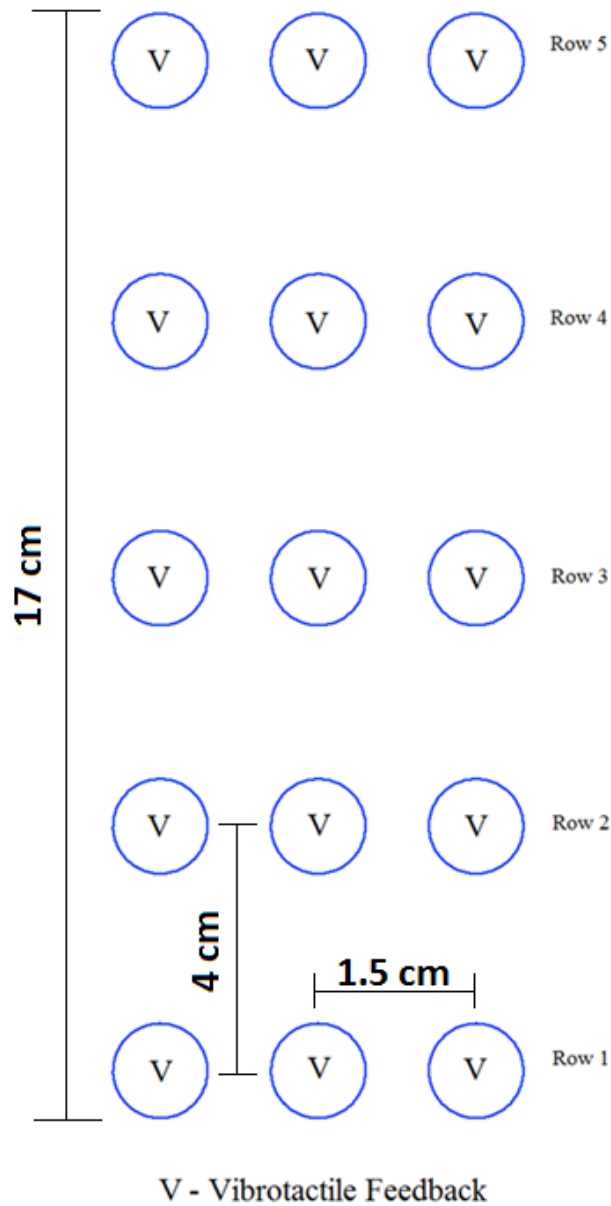 V V V Row 5
V V V Row 4
17 cm
V V V Row 3
V V V Row 2
4 cm
1.5 cm
V V V Row 1
V - Vibrotactile Feedback